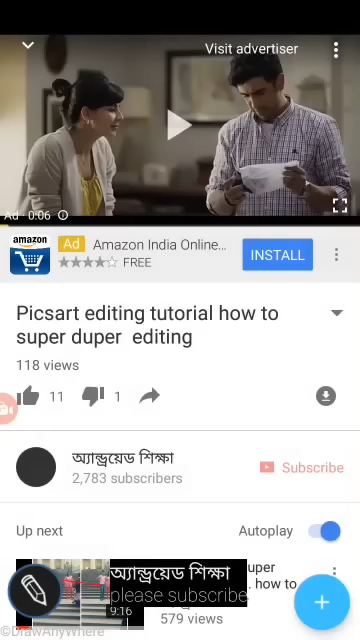 Visit advertiser
Ad · 0:06
amazon
Ad Amazon India Online...
FREE
INSTALL
Picsart editing tutorial how to
super duper editing
118 views
11
1
অ্যান্ড্রয়েড শিক্ষা
2,783 subscribers
Subscribe
Up next
Autoplay
uper
অ্যান্ড্রয়েড শিক্ষা
. how to
please subscribe
9:16
579 views
©DrawAnyWhere